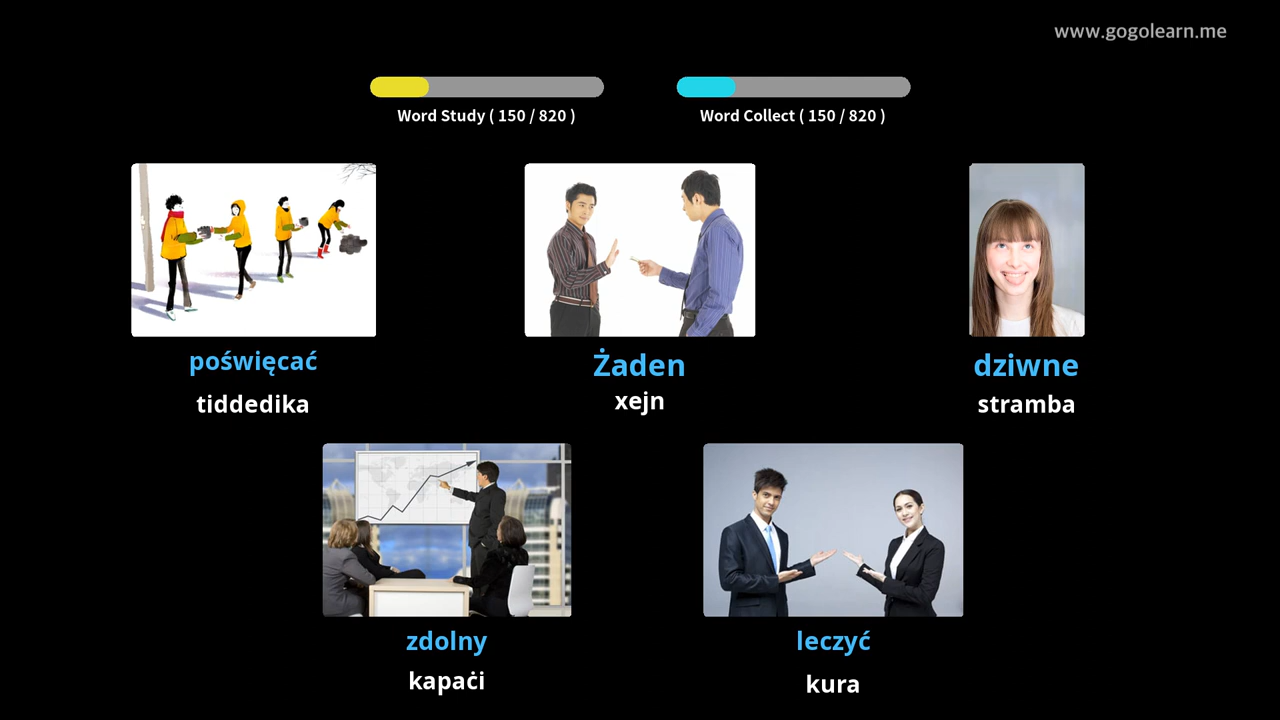 www.gogolearn.me
Word Study ( 150 / 820 )
Word Collect ( 150 / 820 )
poświęcać
tiddedika
Żaden
xejn
dziwne
stramba
zdolny
kapaċi
leczyć
kura